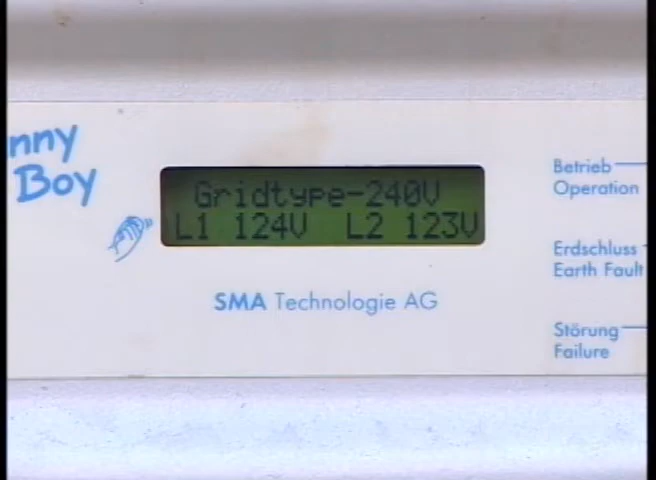 nny
Boy
Gridtype-240V
L1 124V L2 123V
SMA Technologie AG
Betrieb
Operation
Erdschluss
Earth Fault
Störung
Failure